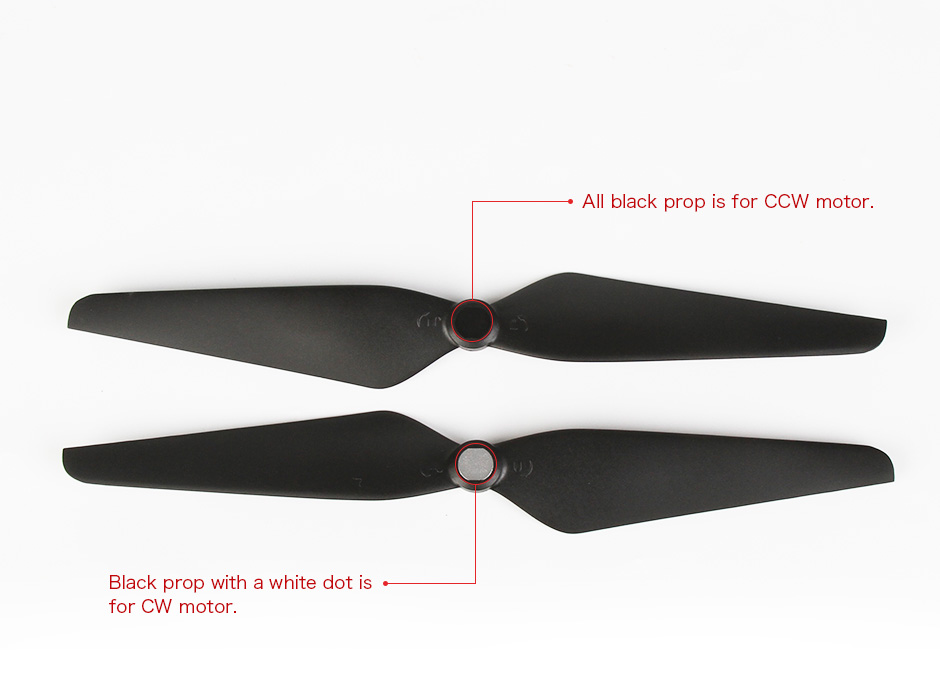 All black prop is for CCW motor.
Black prop with a white dot is
for CW motor.